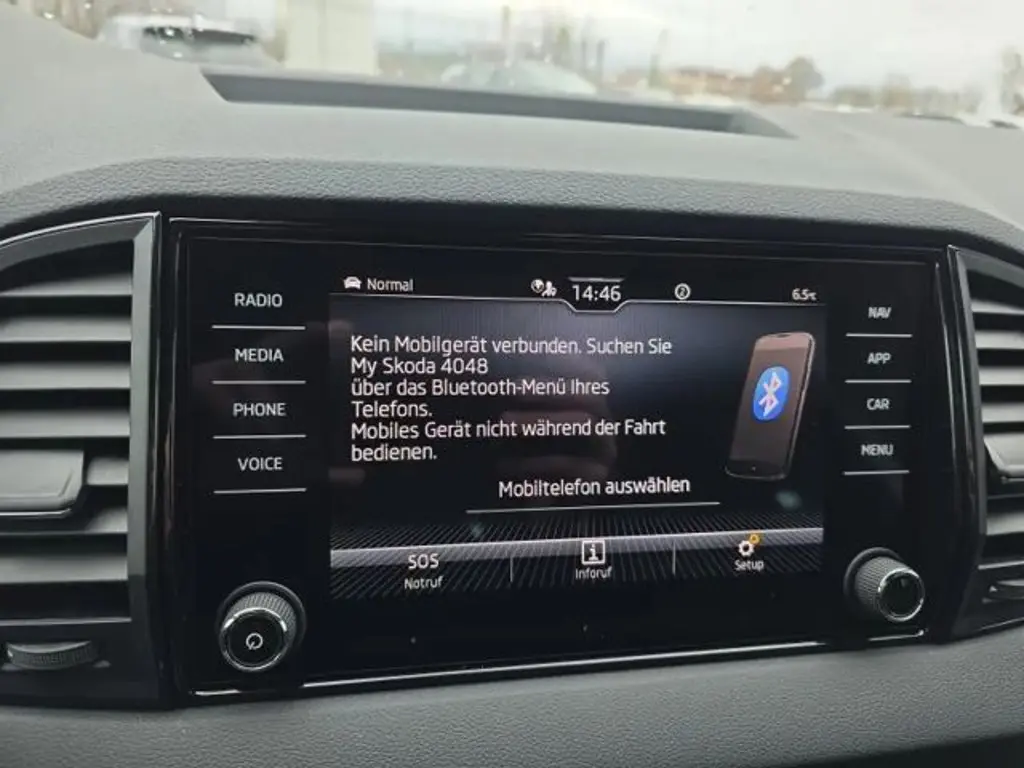 Normal
14:46
2
6.5°C
RADIO
MEDIA
PHONE
VOICE
Kein Mobilgerät verbunden. Suchen Sie
My Skoda 4048
über das Bluetooth-Menü Ihres
Telefons.
Mobiles Gerät nicht während der Fahrt
bedienen.
Mobiltelefon auswählen
SOS
Notruf
i
Inforuf
Setup
NAV
APP
CAR
MENU